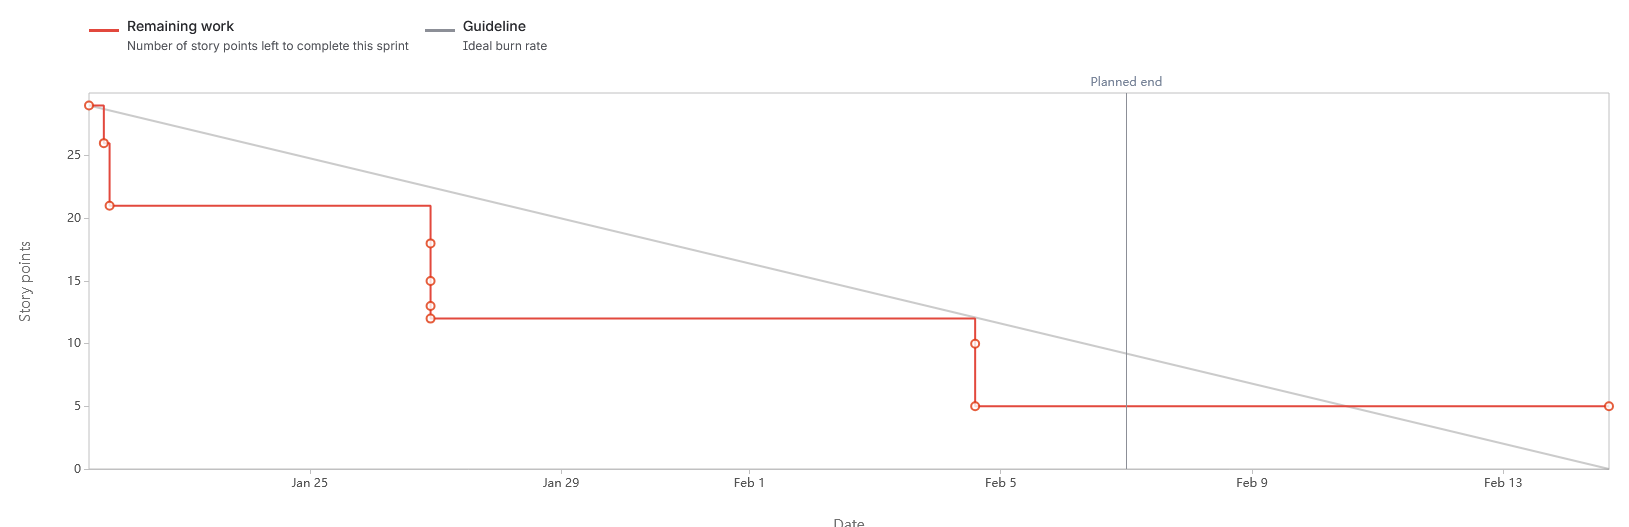 Remaining work
Number of story points left to complete this sprint
Guideline
Ideal burn rate
Planned end
25
20
15
10
5
0
Story points
Jan 25
Jan 29
Feb 1
Feb 5
Feb 9
Feb 13
Date